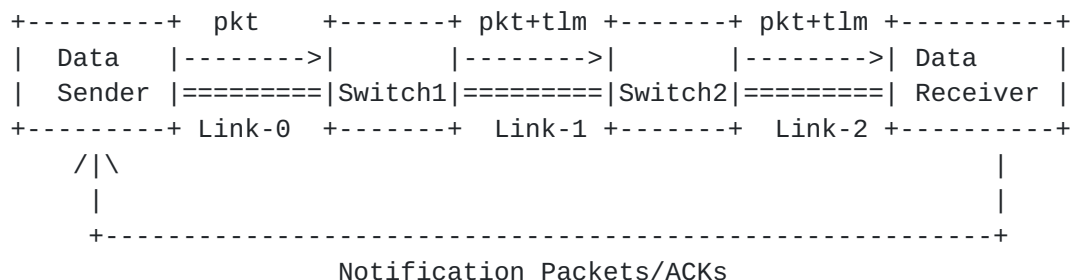 pkt pkt+tlm pkt+tlm
Data Data
Sender Switch1 Switch2 Receiver
Link-0 Link-1 Link-2
Notification Packets/ACKs